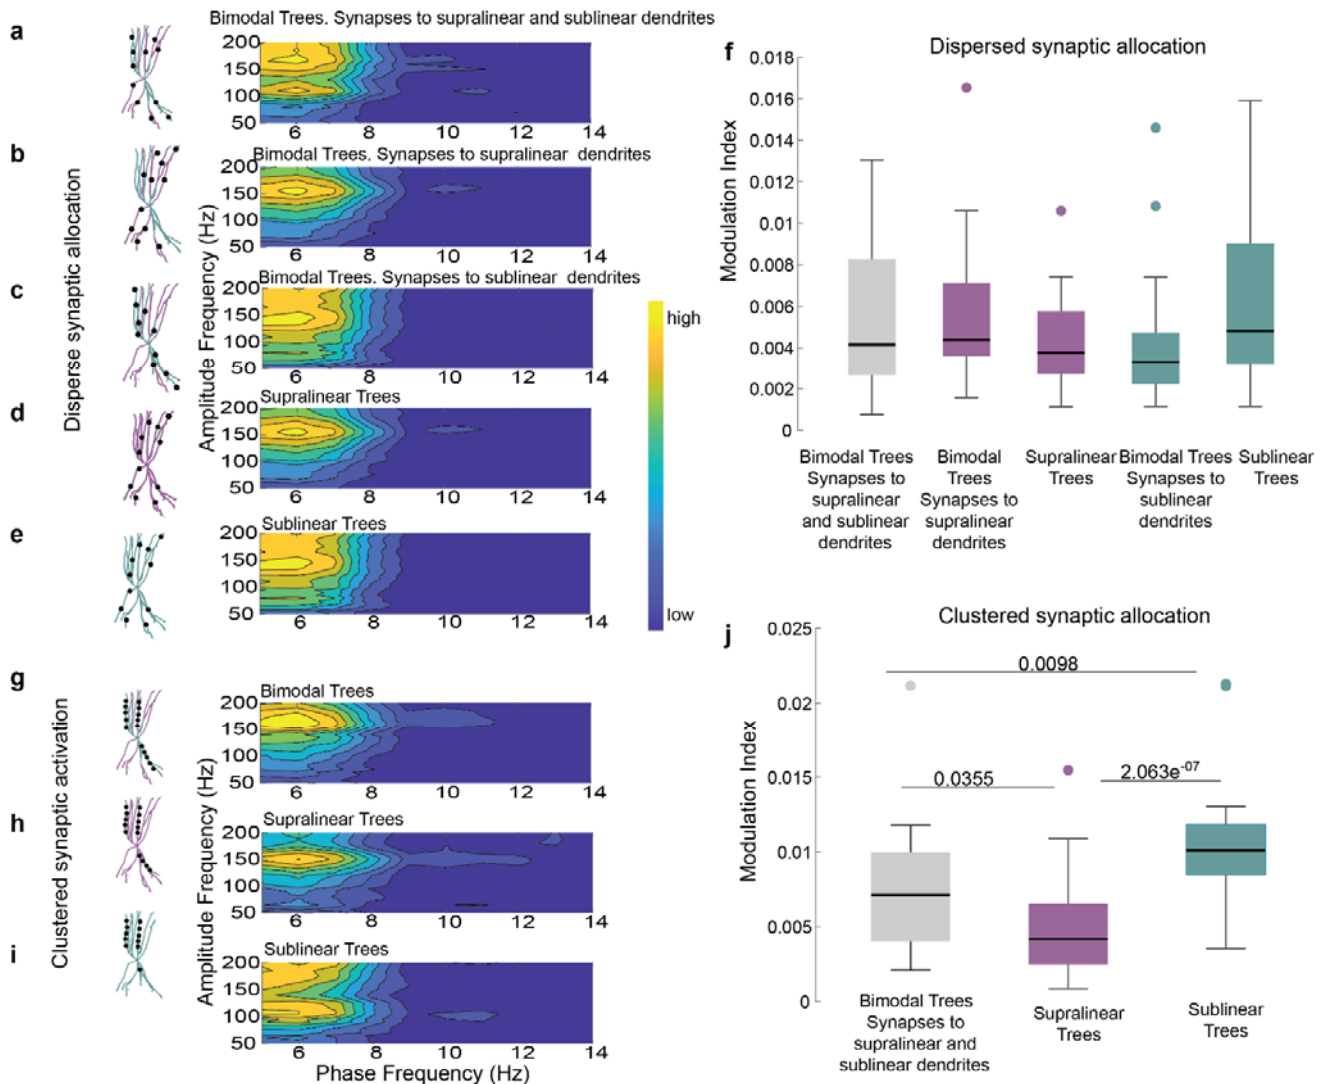 a
Bimodal Trees. Synapses to supralinear and sublinear dendrites
200
150
100
50
6 8 10 12 14
b
Bimodal Trees. Synapses to supralinear dendrites
200
150
100
50
6 8 10 12 14
c
Bimodal Trees. Synapses to sublinear dendrites
200
150
100
50
6 8 10 12 14
d
Supralinear Trees
200
150
100
50
6 8 10 12 14
e
Sublinear Trees
200
150
100
50
6 8 10 12 14
Disperse synaptic allocation
Amplitude Frequency (Hz)
high
low
g
Bimodal Trees
200
150
100
50
6 8 10 12 14
h
Supralinear Trees
200
150
100
50
6 8 10 12 14
i
Sublinear Trees
200
150
100
50
6 8 10 12 14
Clustered synaptic activation
Amplitude Frequency (Hz)
Phase Frequency (Hz)
f
Dispersed synaptic allocation
Modulation Index
0.018
0.016
0.014
0.012
0.01
0.008
0.006
0.004
0.002
0
Bimodal Trees
Synapses to
supralinear
and sublinear
dendrites
Bimodal
Trees
Synapses to
supralinear
dendrites
Supralinear
Trees
Bimodal Trees
Synapses to
sublinear
dendrites
Sublinear
Trees
j
Clustered synaptic allocation
Modulation Index
0.025
0.02
0.015
0.01
0.005
0
0.0098
0.0355
2.063e-07
Bimodal Trees
Synapses to
supralinear and
sublinear dendrites
Supralinear
Trees
Sublinear
Trees